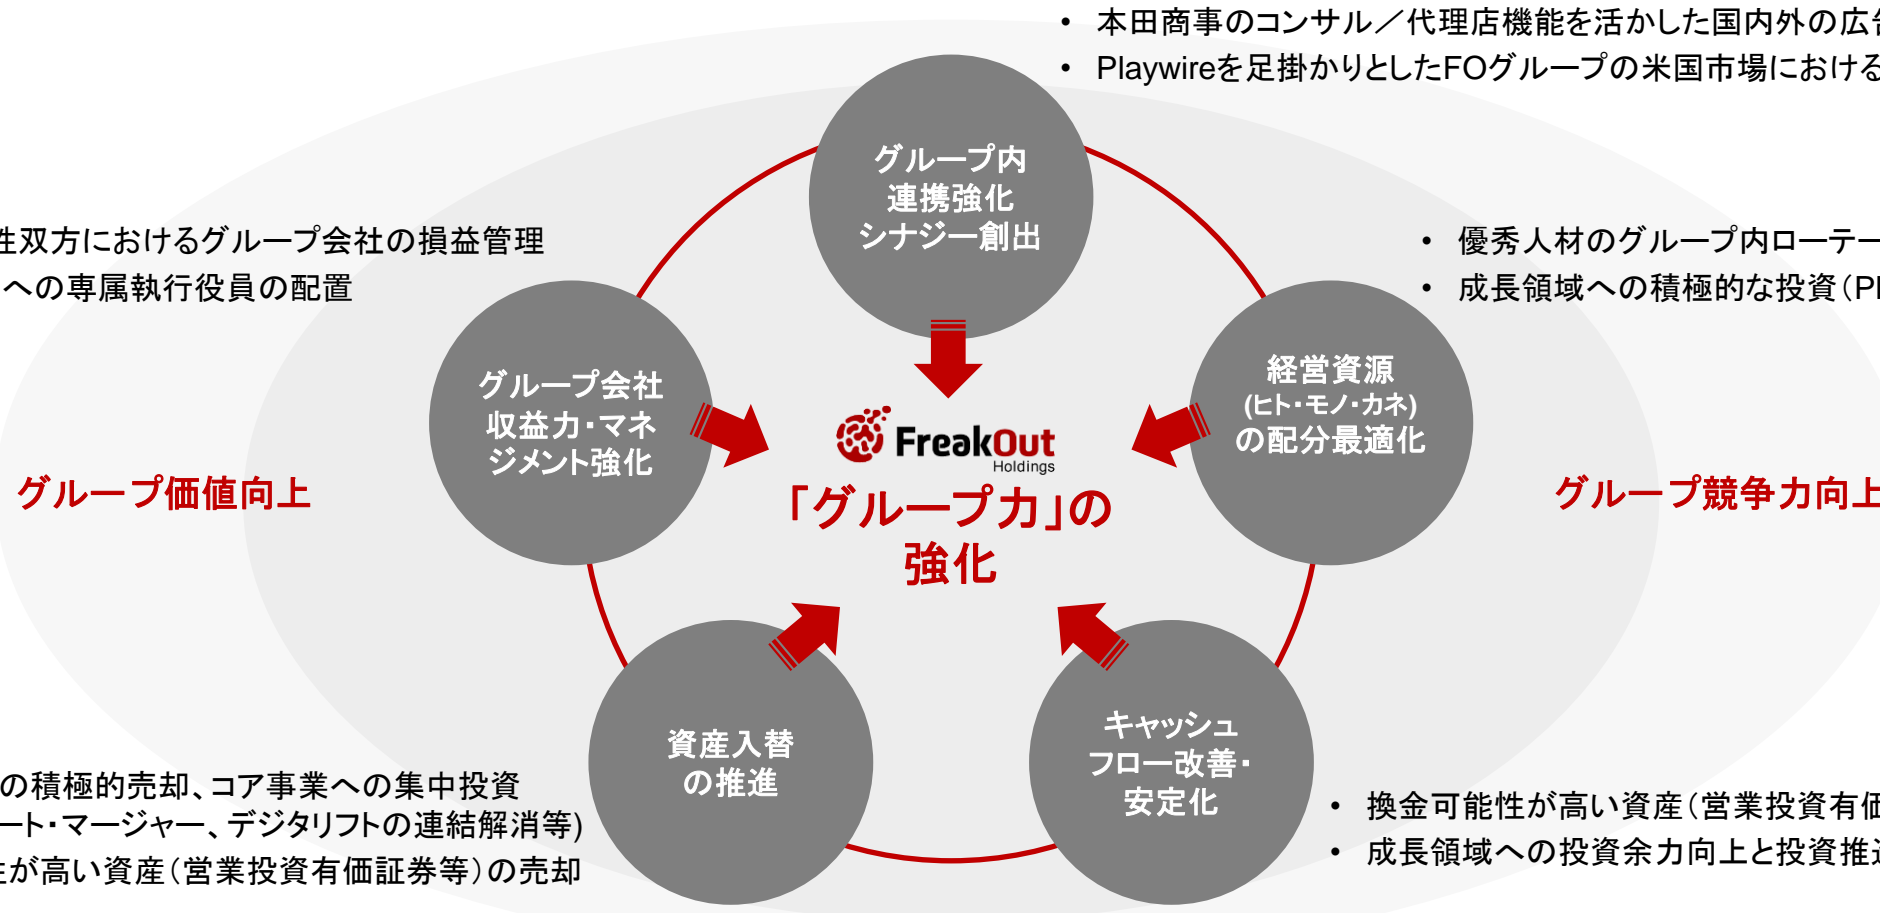 • 本田商事のコンサル／代理店機能を活かした国内外の広
• Playwireを足掛かりとしたFOグループの米国市場における
グループ内
連携強化
シナジー創出
性双方におけるグループ会社の損益管理
への専属執行役員の配置
• 優秀人材のグループ内ローテー
• 成長領域への積極的な投資（Pl
グループ会社
収益力・マネ
ジメント強化
経営資源
(ヒト・モノ・カネ)
の配分最適化
FreakOut
Holdings
「グループ力」の
強化
グループ価値向上
グループ競争力向上
資産入替
の推進
キャッシュ
フロー改善・
安定化
の積極的売却、コア事業への集中投資
ート・マージャー、デジタリフトの連結解消等)
性が高い資産（営業投資有価証券等）の売却
• 換金可能性が高い資産（営業投資有価
• 成長領域への投資余力向上と投資推進